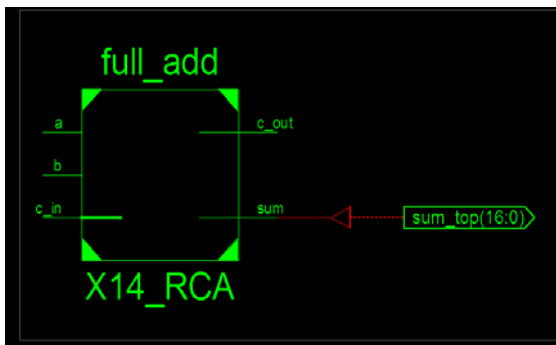 full_add
a
c_out
b
c_in
sum
sum_top(16:0)
X14_RCA